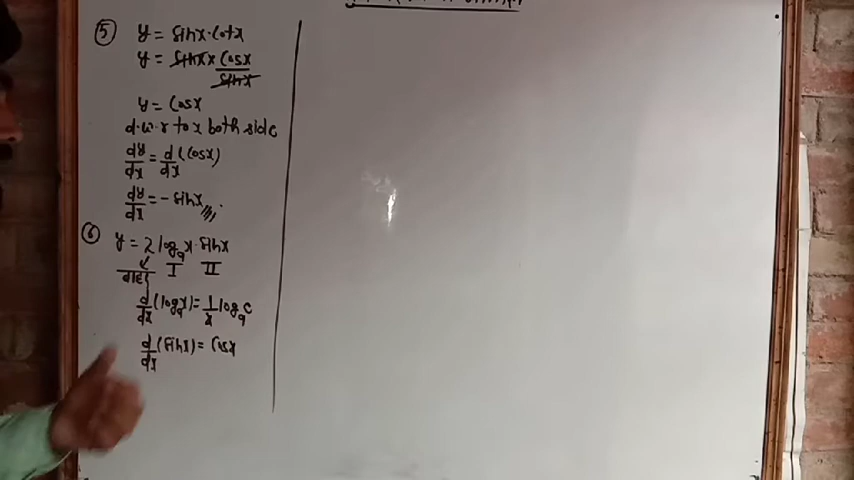 ⑤ y = sinx·cotx
y = sinx × cosx / sinx
y = cosx
d·w·r to x both side
dy/dx = d/dx (cosx)
dy/dx = - sinx
⑥ y = 2 log_a x · sinx
बाहर I II
d/dx (log_a x) = 1/x log_a e
d/dx (sinx) = cosx